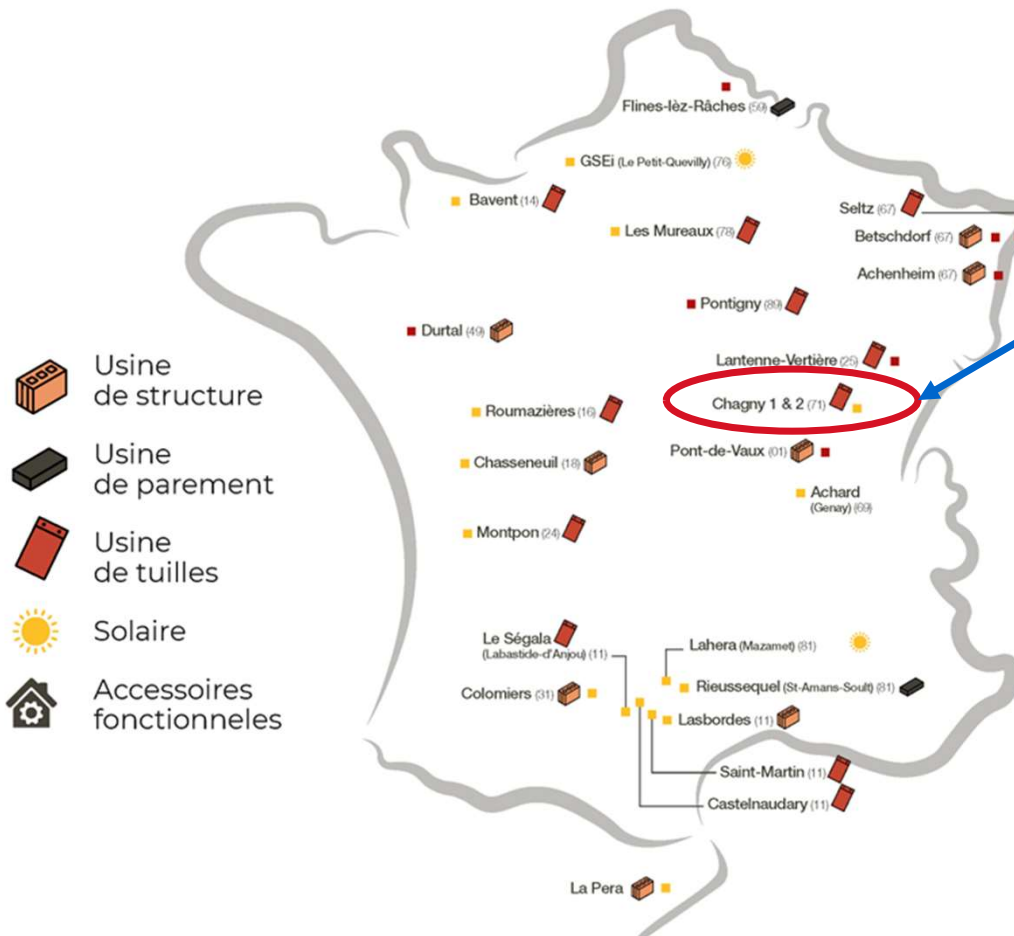 Flines-lèz-Râches (59)
GSEi (Le Petit-Quevilly) (76)
Bavent (14)
Les Mureaux (78)
Seltz (67)
Betschdorf (67)
Achenheim (67)
Pontigny (89)
Durtal (49)
Lantenne-Vertière (25)
Chagny 1 & 2 (71)
Roumazières (16)
Pont-de-Vaux (01)
Chasseneuil (18)
Achard
(Genay) (69)
Montpon (24)
Le Ségala
(Labastide-d'Anjou) (11)
Lahera (Mazamet) (81)
Colomiers (31)
Rieussequel (St-Amans-Soult) (81)
Lasbordes (11)
Saint-Martin (11)
Castelnaudary (11)
La Pera
Usine
de structure
Usine
de parement
Usine
de tuilles
Solaire
Accessoires
fonctionneles